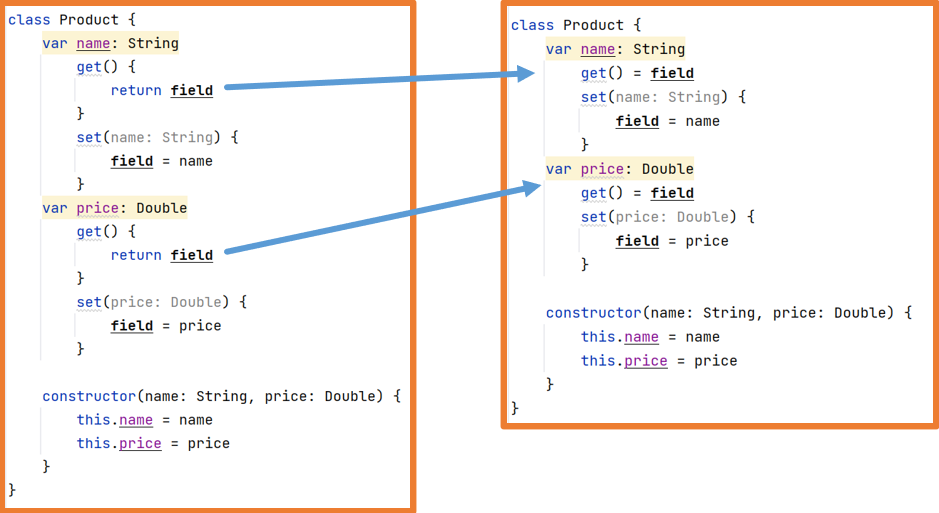 class Product {
    var name: String
        get() {
            return field
        }
        set(name: String) {
            field = name
        }
    var price: Double
        get() {
            return field
        }
        set(price: Double) {
            field = price
        }

    constructor(name: String, price: Double) {
        this.name = name
        this.price = price
    }
}
class Product {
    var name: String
        get() = field
        set(name: String) {
            field = name
        }
    var price: Double
        get() = field
        set(price: Double) {
            field = price
        }

    constructor(name: String, price: Double) {
        this.name = name
        this.price = price
    }
}